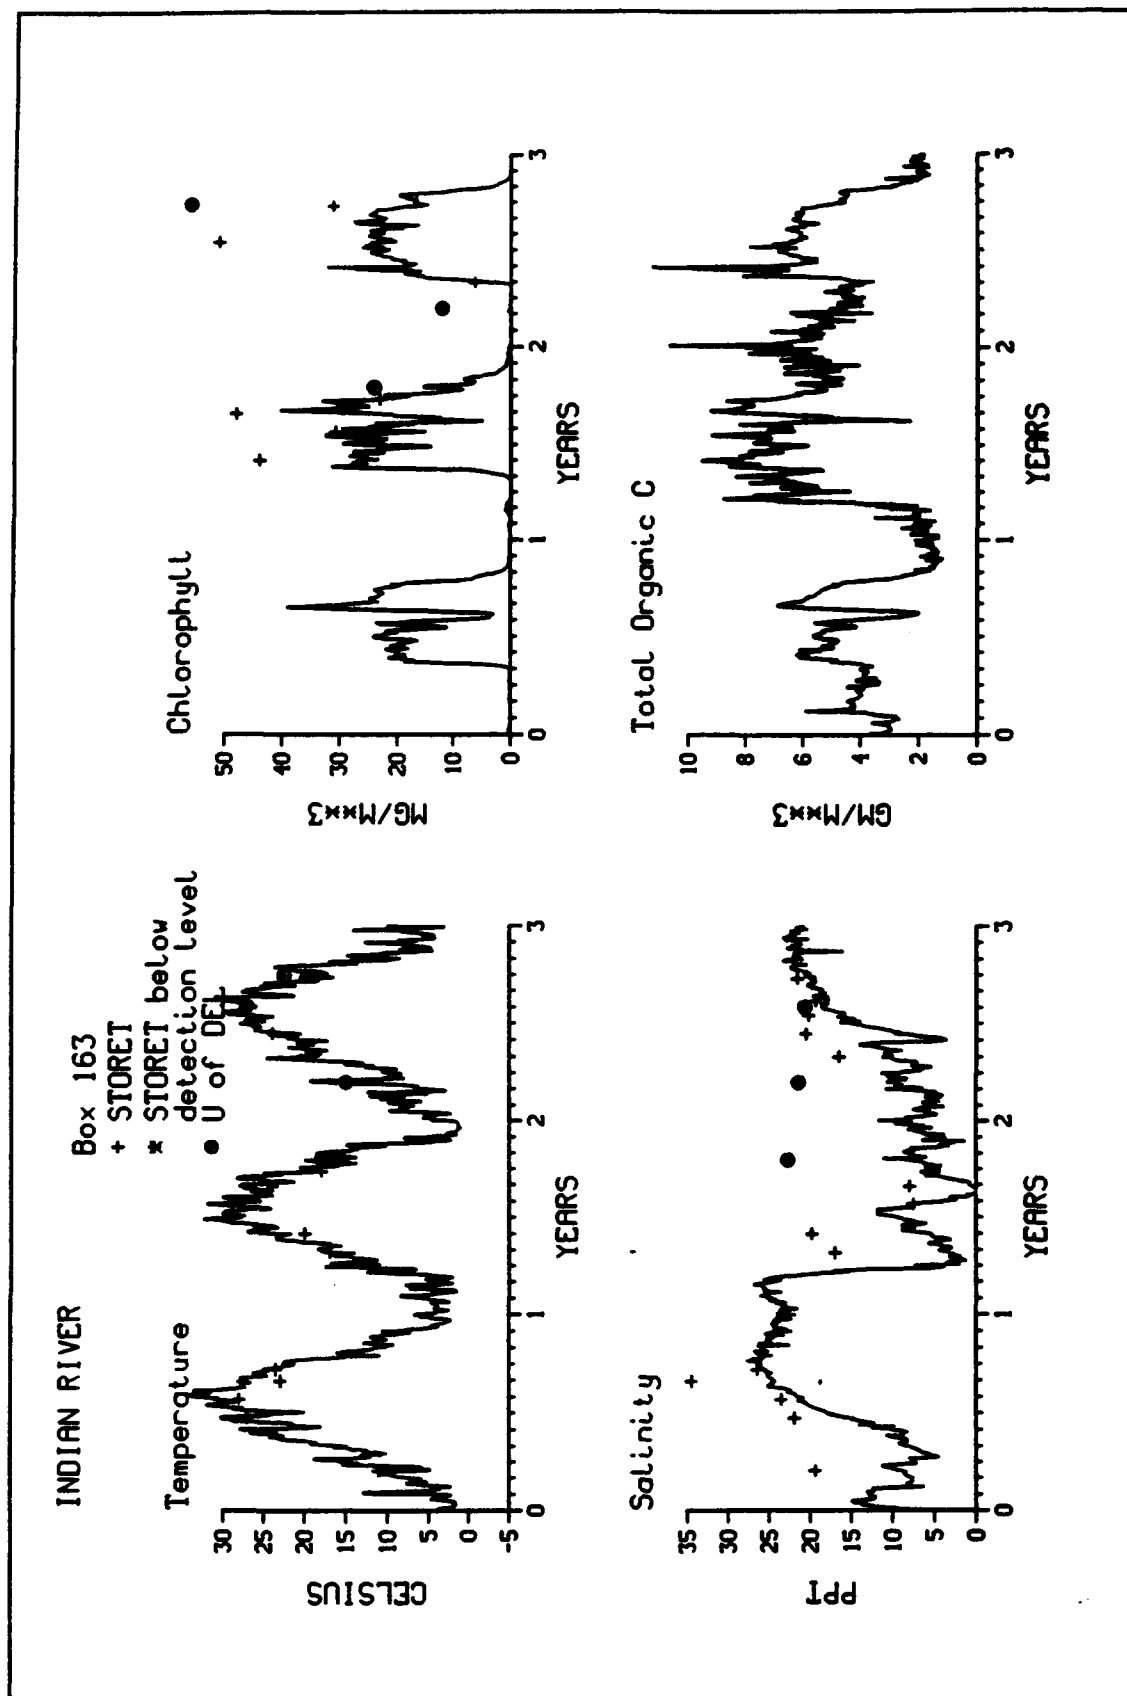 INDIAN RIVER
Box 163
+ STORET
* STORET below
detection level
● U of DEL
Temperature
CELSIUS
30
25
20
15
10
5
0
-5
0
1
2
3
YEARS
Chlorophyll
MG/M**3
50
40
30
20
10
0
0
1
2
3
YEARS
Salinity
PPT
35
30
25
20
15
10
5
0
0
1
2
3
YEARS
Total Organic C
GM/M**3
10
8
6
4
2
0
0
1
2
3
YEARS